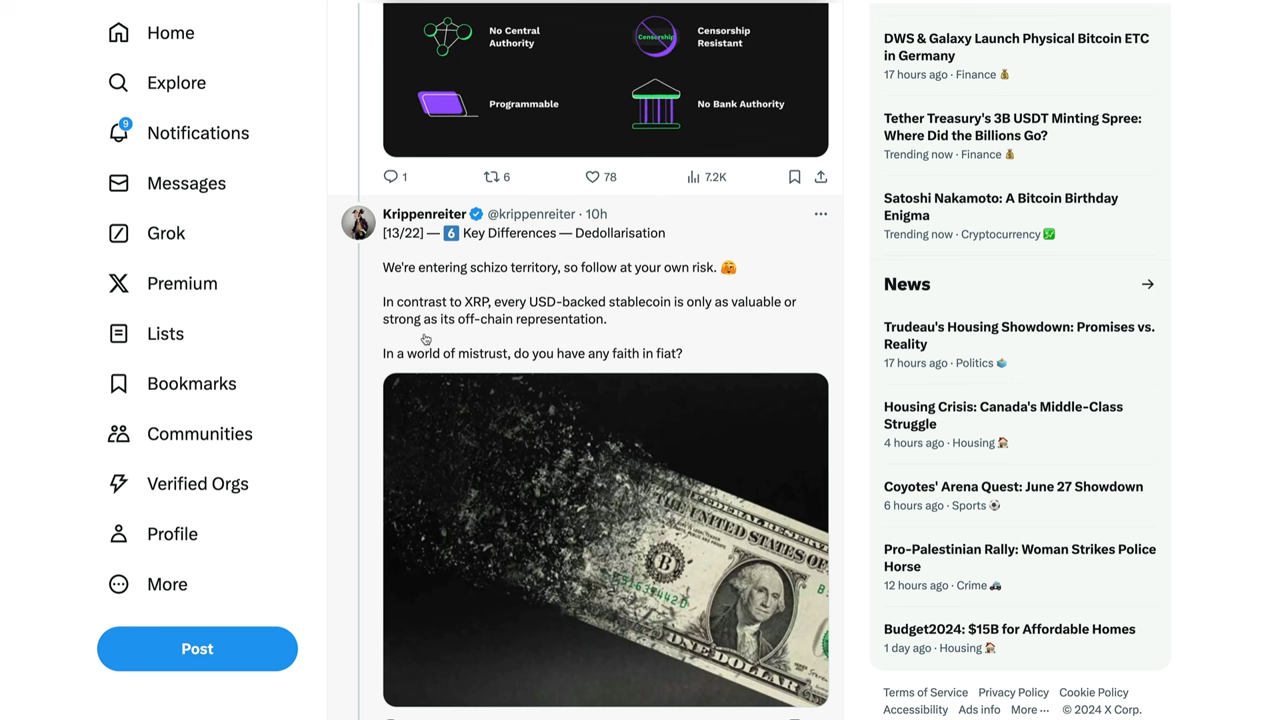 Home
Explore
9
Notifications
Messages
Grok
Premium
Lists
Bookmarks
Communities
Verified Orgs
Profile
More
Post
No Central
Authority
Censorship
Censorship
Resistant
Programmable
No Bank Authority
1
6
78
7.2K
Krippenreiter @krippenreiter · 10h
[13/22] — 6 Key Differences — Dedollarisation
We're entering schizo territory, so follow at your own risk.
In contrast to XRP, every USD-backed stablecoin is only as valuable or
strong as its off-chain representation.
In a world of mistrust, do you have any faith in fiat?
FEDERAL RESERVE
THE UNITED STATES OF
B
ONE DOLLAR
DWS & Galaxy Launch Physical Bitcoin ETC
in Germany
17 hours ago · Finance
Tether Treasury's 3B USDT Minting Spree:
Where Did the Billions Go?
Trending now · Finance
Satoshi Nakamoto: A Bitcoin Birthday
Enigma
Trending now · Cryptocurrency
News
Trudeau's Housing Showdown: Promises vs.
Reality
17 hours ago · Politics
Housing Crisis: Canada's Middle-Class
Struggle
4 hours ago · Housing
Coyotes' Arena Quest: June 27 Showdown
6 hours ago · Sports
Pro-Palestinian Rally: Woman Strikes Police
Horse
12 hours ago · Crime
Budget2024: $15B for Affordable Homes
1 day ago · Housing
Terms of Service Privacy Policy Cookie Policy
Accessibility Ads info More ··· © 2024 X Corp.